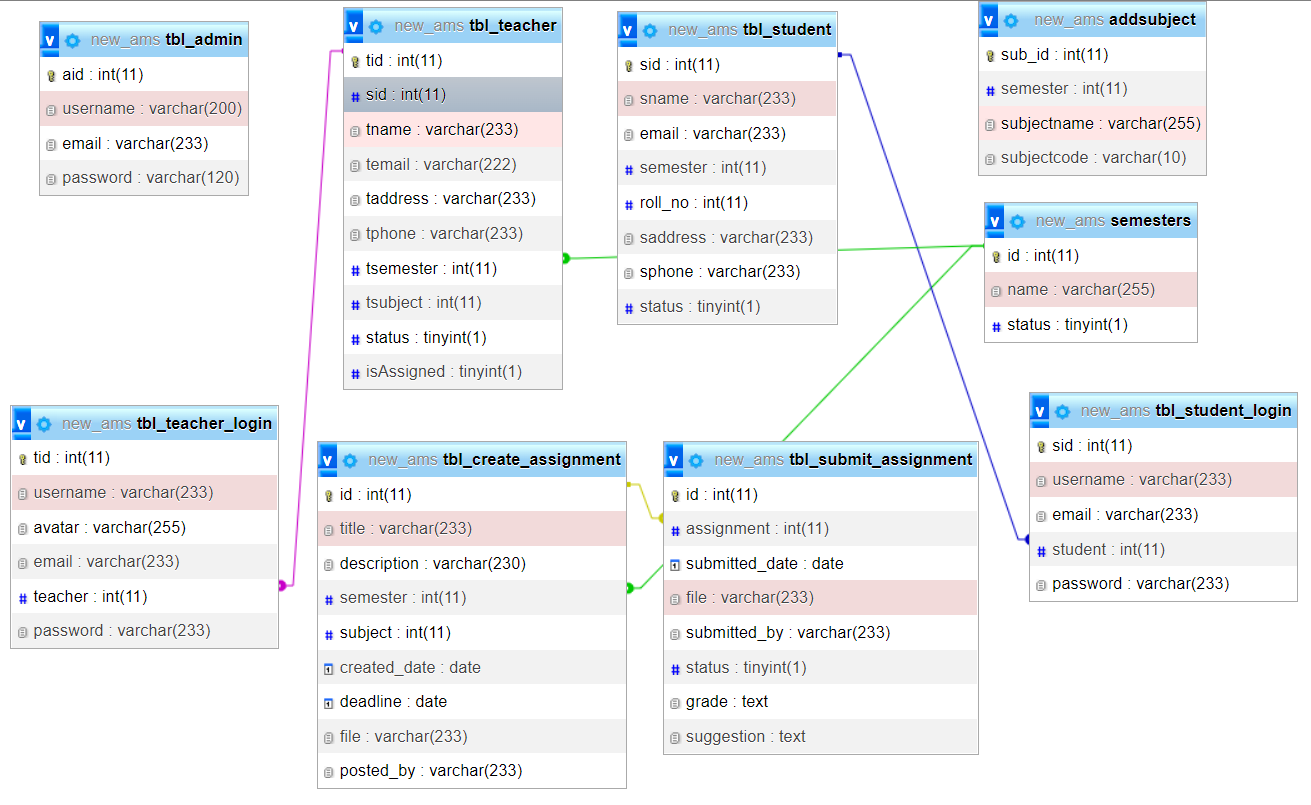 v new_ams tbl_admin
aid : int(11)
username : varchar(200)
email : varchar(233)
password : varchar(120)
v new_ams tbl_teacher
tid : int(11)
# sid : int(11)
tname : varchar(233)
temail : varchar(222)
taddress : varchar(233)
tphone : varchar(233)
# tsemester : int(11)
# tsubject : int(11)
# status : tinyint(1)
# isAssigned : tinyint(1)
v new_ams tbl_student
sid : int(11)
sname : varchar(233)
email : varchar(233)
# semester : int(11)
# roll_no : int(11)
saddress : varchar(233)
sphone : varchar(233)
# status : tinyint(1)
v new_ams addsubject
sub_id : int(11)
# semester : int(11)
subjectname : varchar(255)
subjectcode : varchar(10)
v new_ams semesters
id : int(11)
name : varchar(255)
# status : tinyint(1)
v new_ams tbl_teacher_login
tid : int(11)
username : varchar(233)
avatar : varchar(255)
email : varchar(233)
# teacher : int(11)
password : varchar(233)
v new_ams tbl_create_assignment
id : int(11)
title : varchar(233)
description : varchar(230)
# semester : int(11)
# subject : int(11)
created_date : date
deadline : date
file : varchar(233)
posted_by : varchar(233)
v new_ams tbl_submit_assignment
id : int(11)
# assignment : int(11)
submitted_date : date
file : varchar(233)
submitted_by : varchar(233)
# status : tinyint(1)
grade : text
suggestion : text
v new_ams tbl_student_login
sid : int(11)
username : varchar(233)
email : varchar(233)
# student : int(11)
password : varchar(233)